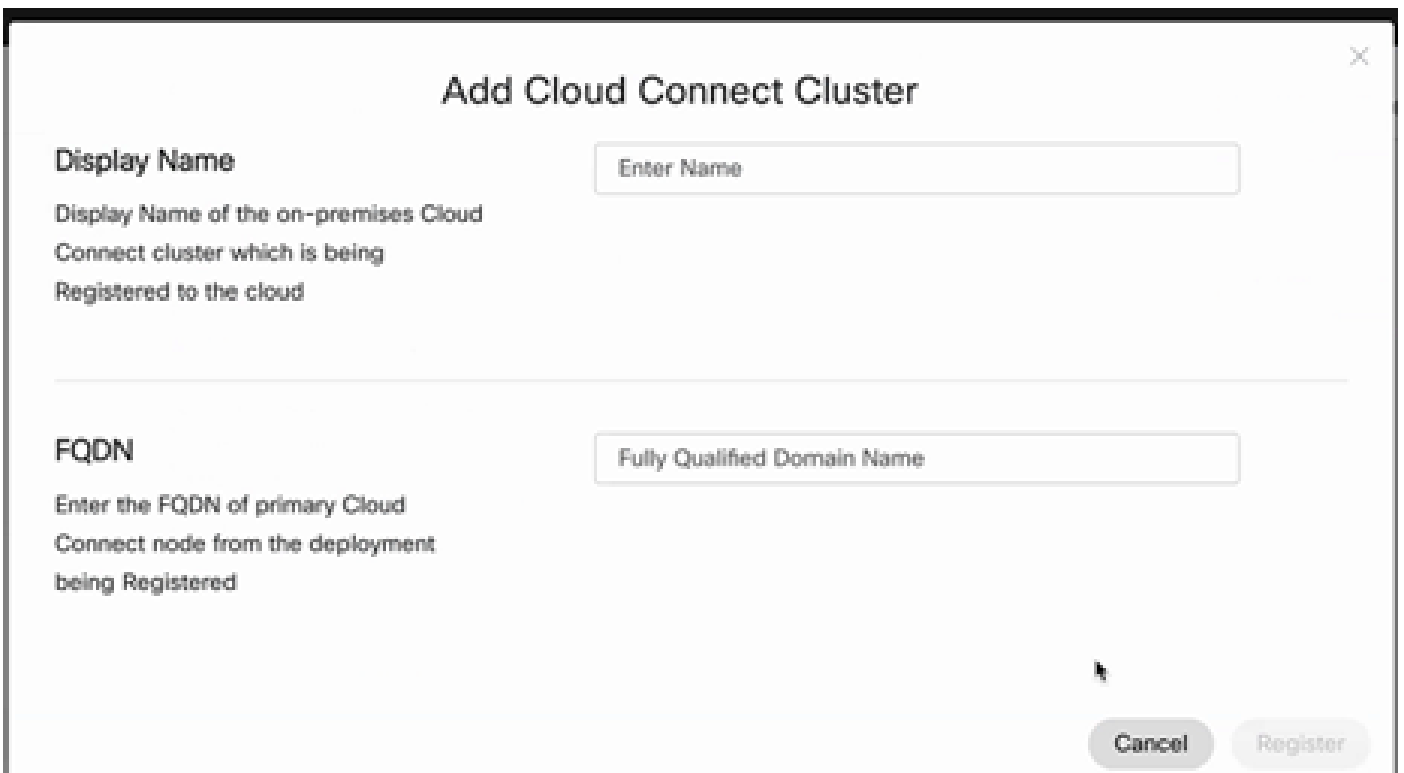 Add Cloud Connect Cluster
Display Name
Enter Name
Display Name of the on-premises Cloud
Connect cluster which is being
Registered to the cloud
FQDN
Fully Qualified Domain Name
Enter the FQDN of primary Cloud
Connect node from the deployment
being Registered
Cancel
Register